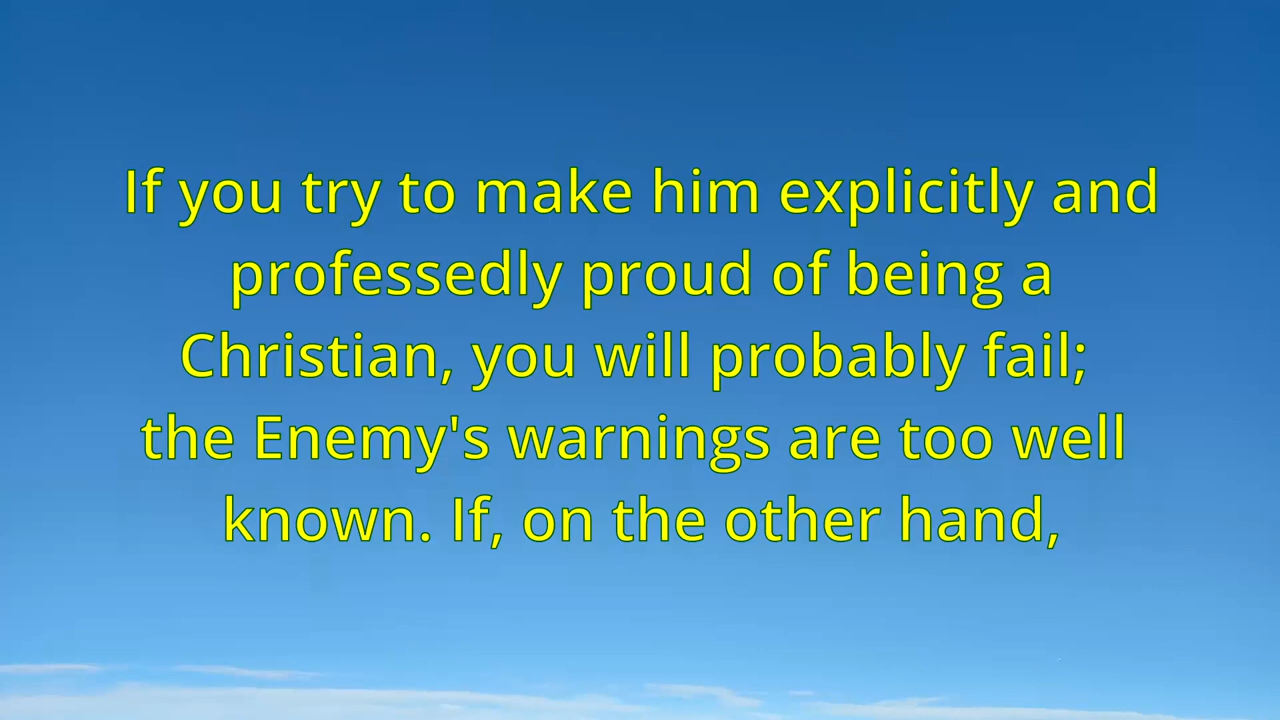 If you try to make him explicitly and
professedly proud of being a
Christian, you will probably fail;
the Enemy's warnings are too well
known. If, on the other hand,